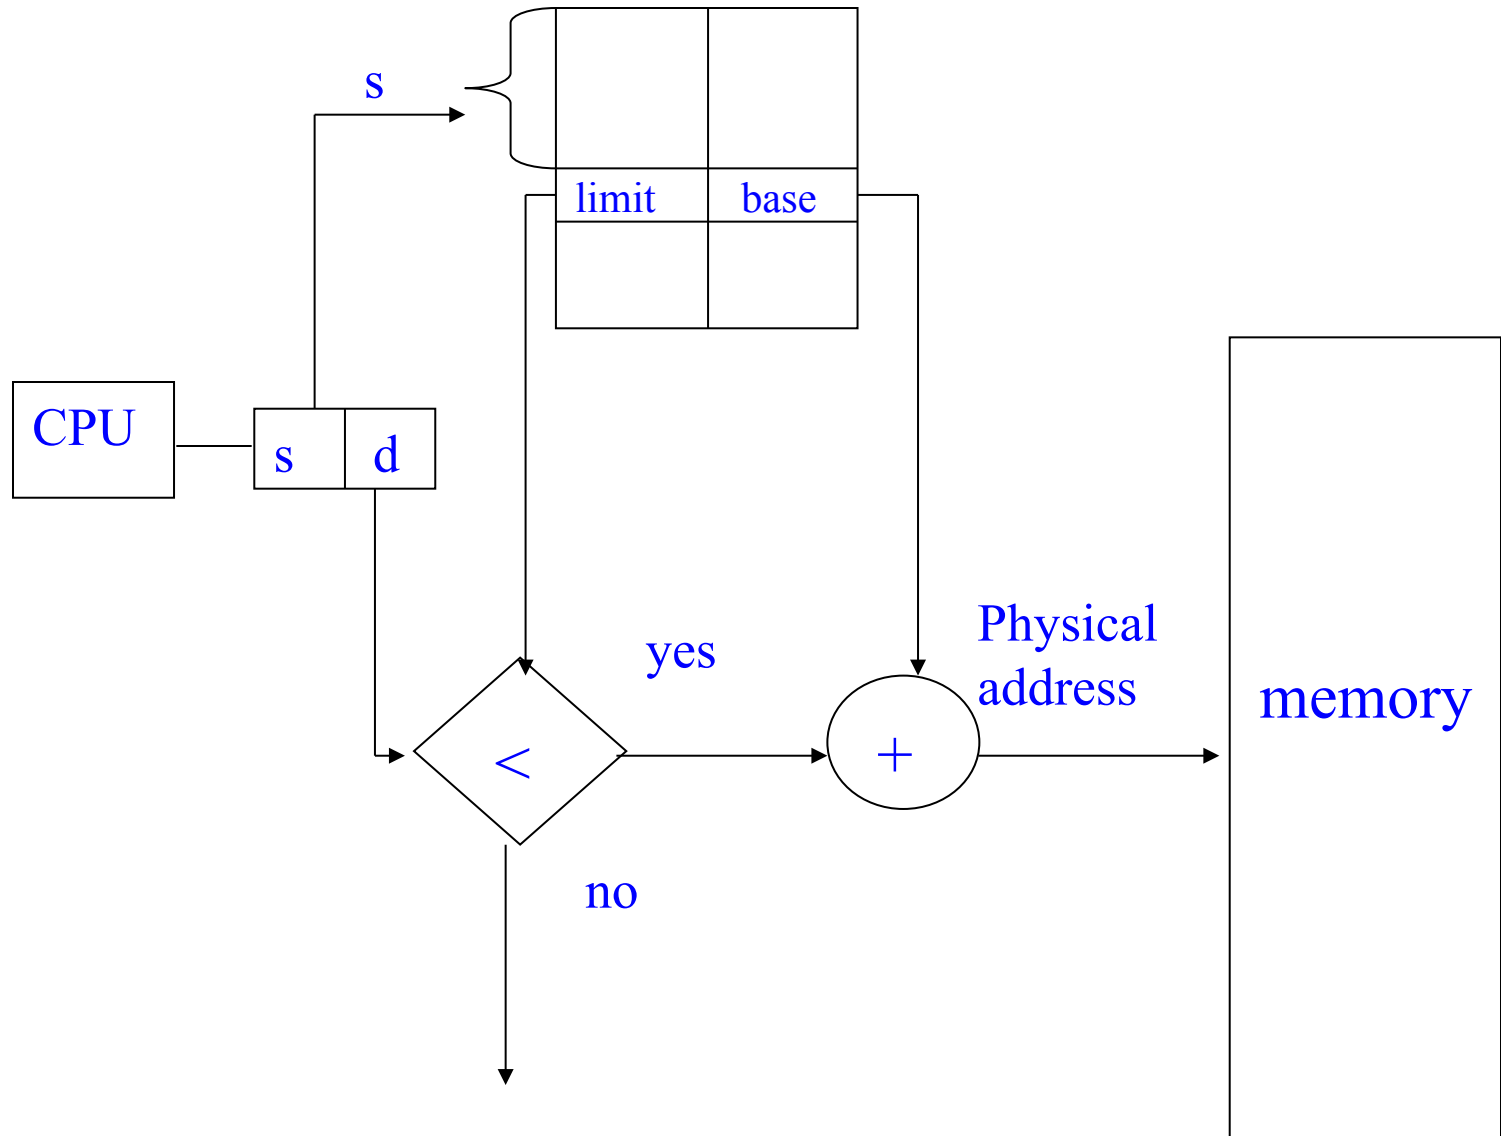 s
limit base
CPU
s d
yes
Physical
address
memory
<
+
no